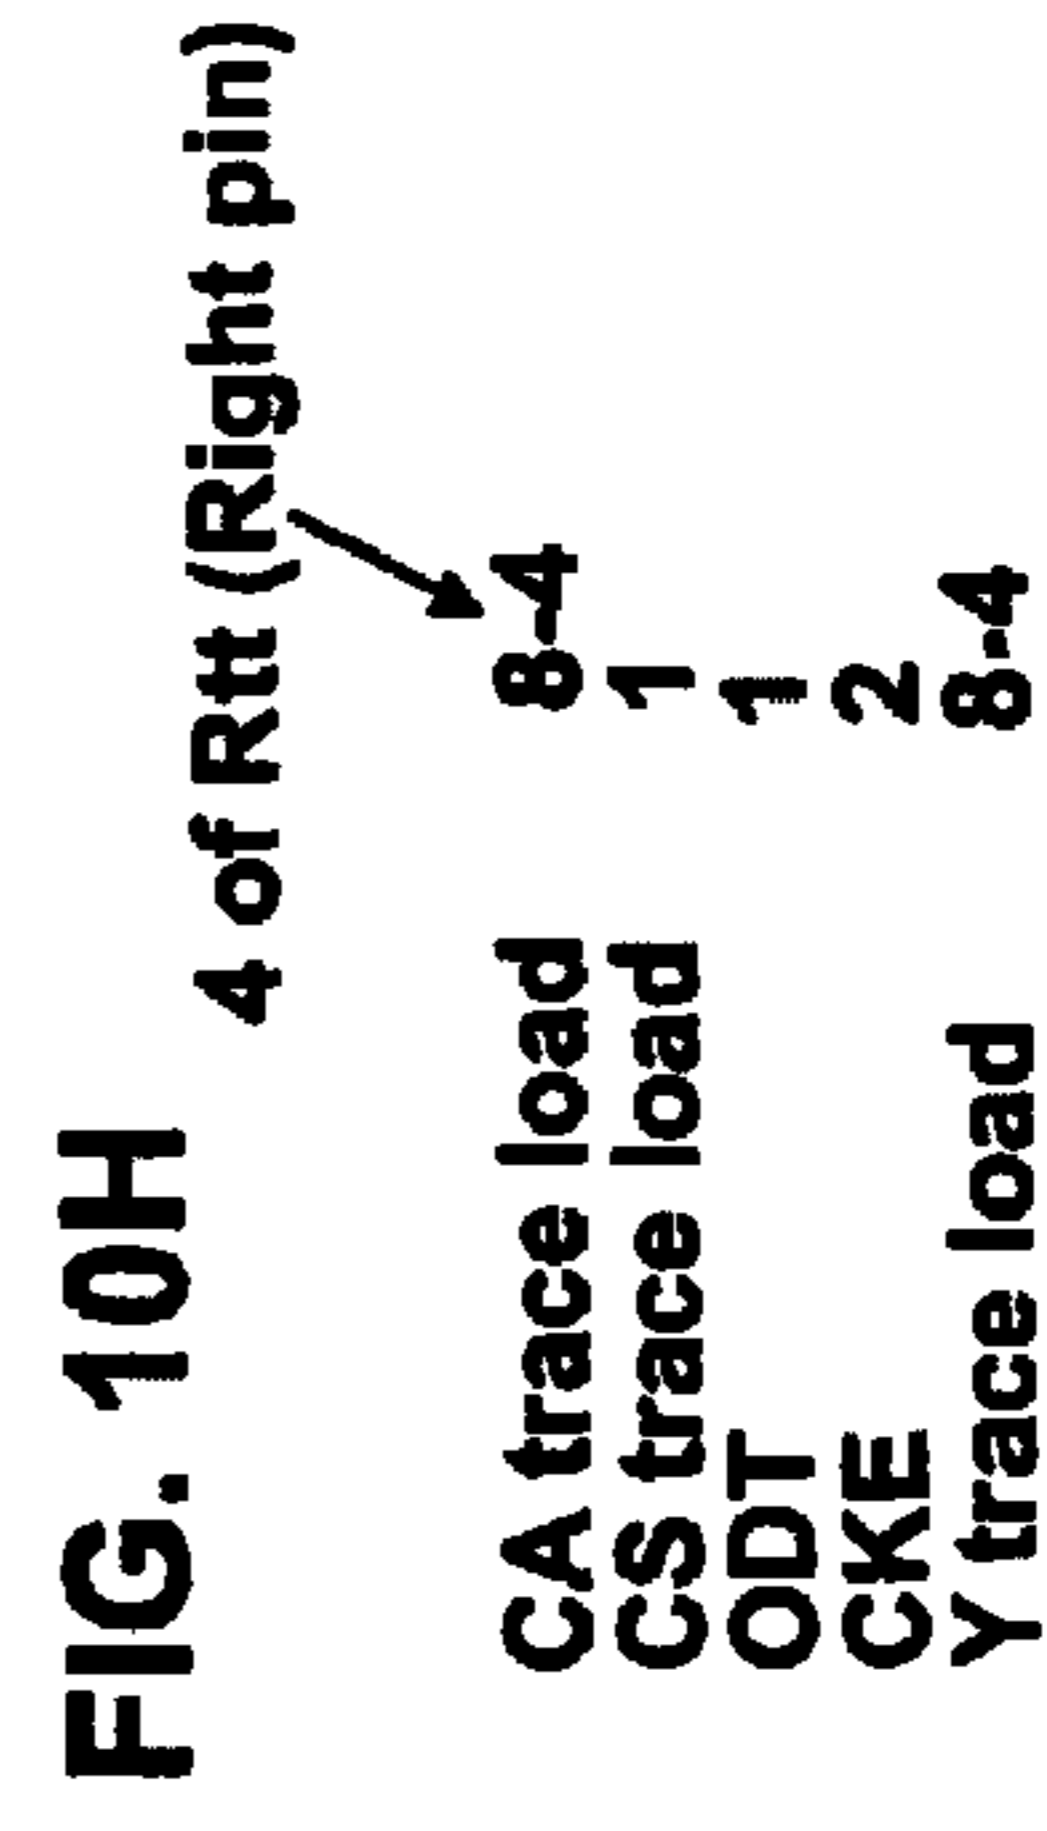 FIG. 10H
4 of Rtt (Right pin)
CA trace load 8-4
CS trace load 1
ODT 1
CKE 2
Y trace load 8-4